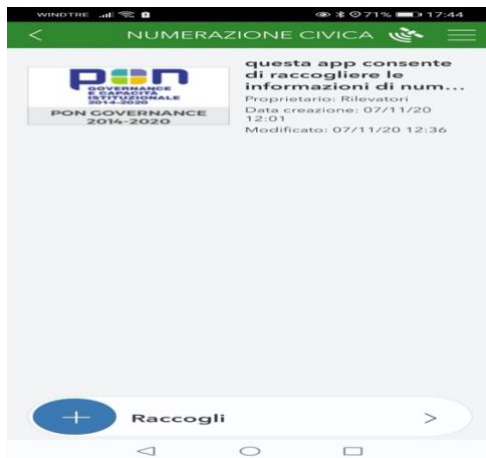 WINDTRE 71% 17:44
< NUMERAZIONE CIVICA
pon
GOVERNANCE
E CAPACITÀ
ISTITUZIONALE
2014-2020
PON GOVERNANCE
2014-2020
questa app consente
di raccogliere le
informazioni di num...
Proprietario: Rilevatori
Data creazione: 07/11/20
12:01
Modificato: 07/11/20 12:36
+ Raccogli >